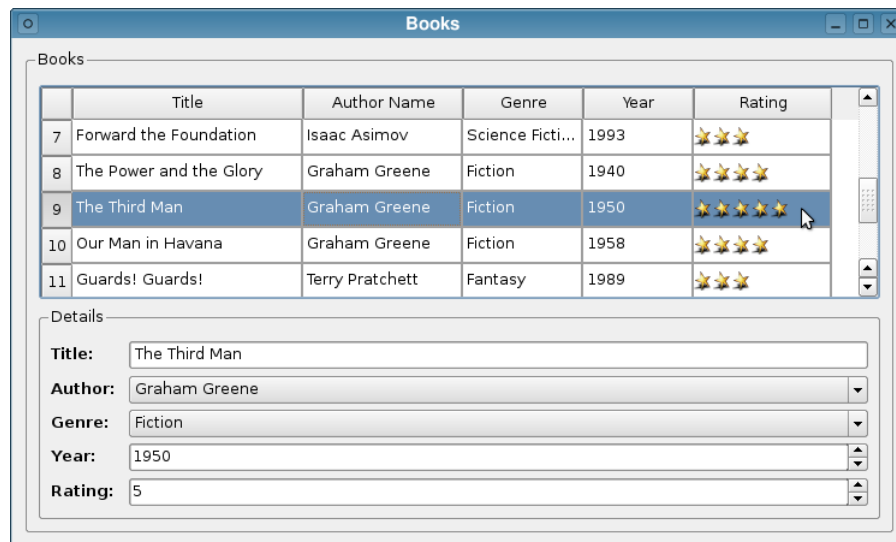 Books
Books
Title Author Name Genre Year Rating
7 Forward the Foundation Isaac Asimov Science Ficti... 1993
8 The Power and the Glory Graham Greene Fiction 1940
9 The Third Man Graham Greene Fiction 1950
10 Our Man in Havana Graham Greene Fiction 1958
11 Guards! Guards! Terry Pratchett Fantasy 1989
Details
Title: The Third Man
Author: Graham Greene
Genre: Fiction
Year: 1950
Rating: 5